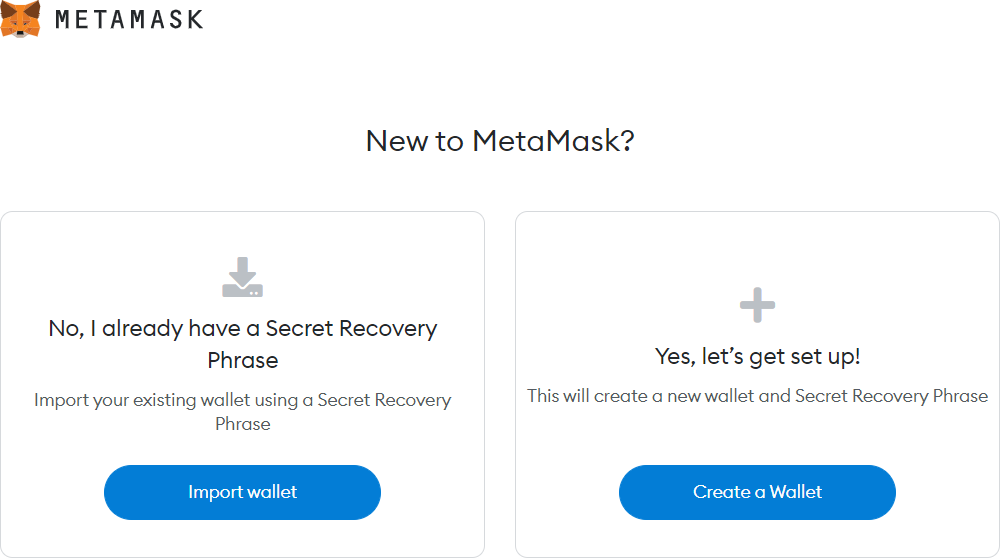 METAMASK
New to MetaMask?
No, I already have a Secret Recovery
Phrase
Import your existing wallet using a Secret Recovery
Phrase
Import wallet
Yes, let’s get set up!
This will create a new wallet and Secret Recovery Phrase
Create a Wallet